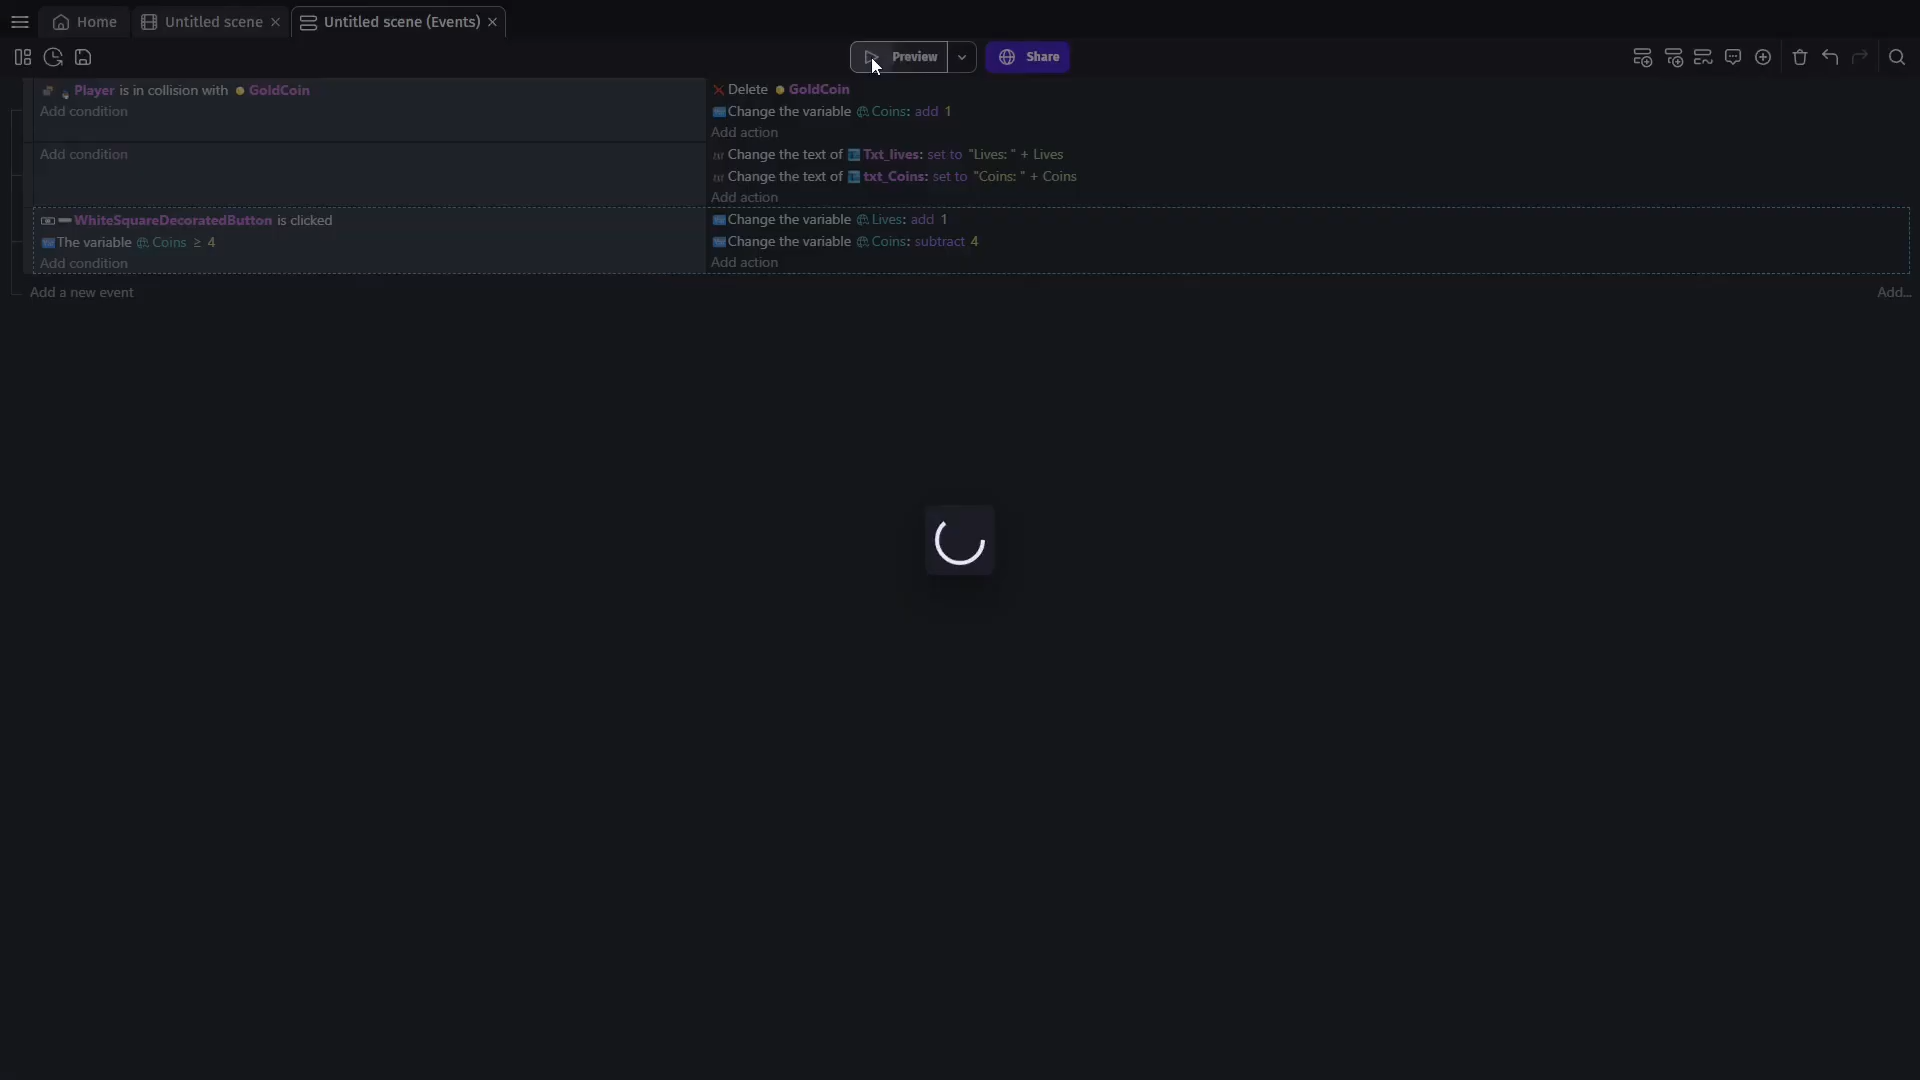 Home
Untitled scene
Untitled scene (Events)
Preview
Share
Player is in collision with GoldCoin
Add condition
Delete GoldCoin
Change the variable Coins: add 1
Add action
Add condition
Change the text of Txt_lives: set to "Lives: " + Lives
Change the text of txt_Coins: set to "Coins: " + Coins
Add action
WhiteSquareDecoratedButton is clicked
The variable Coins ≥ 4
Add condition
Change the variable Lives: add 1
Change the variable Coins: subtract 4
Add action
Add a new event
Add...